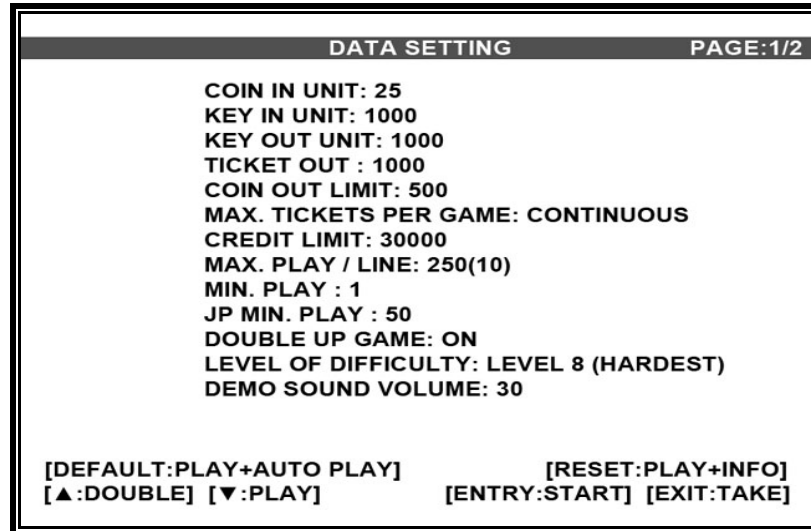 DATA SETTING PAGE:1/2
COIN IN UNIT: 25
KEY IN UNIT: 1000
KEY OUT UNIT: 1000
TICKET OUT : 1000
COIN OUT LIMIT: 500
MAX. TICKETS PER GAME: CONTINUOUS
CREDIT LIMIT: 30000
MAX. PLAY / LINE: 250(10)
MIN. PLAY : 1
JP MIN. PLAY : 50
DOUBLE UP GAME: ON
LEVEL OF DIFFICULTY: LEVEL 8 (HARDEST)
DEMO SOUND VOLUME: 30
[DEFAULT:PLAY+AUTO PLAY] [RESET:PLAY+INFO]
[▲:DOUBLE] [▼:PLAY] [ENTRY:START] [EXIT:TAKE]